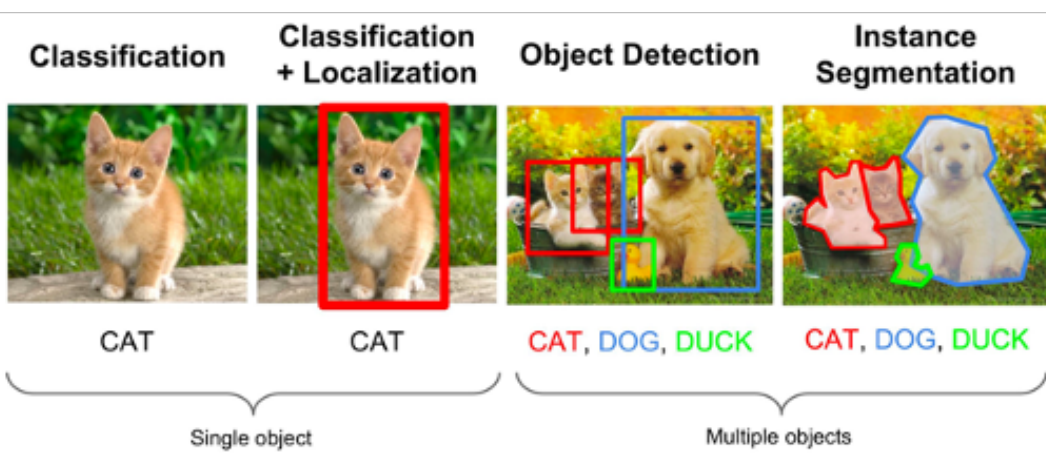 Classification
Classification
+ Localization
Object Detection
Instance
Segmentation
CAT
CAT
CAT, DOG, DUCK
CAT, DOG, DUCK
Single object
Multiple objects